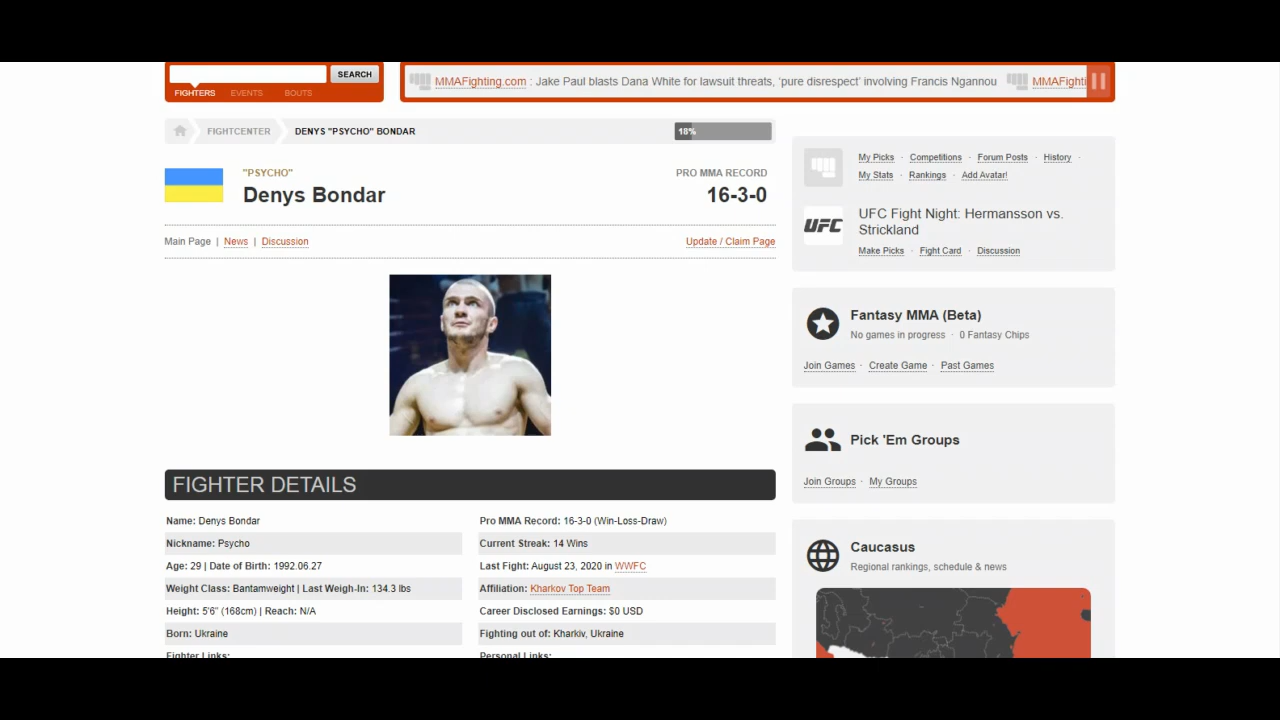 SEARCH
FIGHTERS EVENTS BOUTS
MMAFighting.com : Jake Paul blasts Dana White for lawsuit threats, 'pure disrespect' involving Francis Ngannou MMAFighti
FIGHTCENTER DENYS "PSYCHO" BONDAR 18%
"PSYCHO"
Denys Bondar
PRO MMA RECORD
16-3-0
Main Page | News | Discussion Update / Claim Page
FIGHTER DETAILS
Name: Denys Bondar
Nickname: Psycho
Age: 29 | Date of Birth: 1992.06.27
Weight Class: Bantamweight | Last Weigh-In: 134.3 lbs
Height: 5'6" (168cm) | Reach: N/A
Born: Ukraine
Fighter Links:
Pro MMA Record: 16-3-0 (Win-Loss-Draw)
Current Streak: 14 Wins
Last Fight: August 23, 2020 in WWFC
Affiliation: Kharkov Top Team
Career Disclosed Earnings: $0 USD
Fighting out of: Kharkiv, Ukraine
Personal Links:
My Picks · Competitions · Forum Posts · History ·
My Stats · Rankings · Add Avatar!
UFC
UFC Fight Night: Hermansson vs.
Strickland
Make Picks · Fight Card · Discussion
Fantasy MMA (Beta)
No games in progress · 0 Fantasy Chips
Join Games · Create Game · Past Games
Pick 'Em Groups
Join Groups · My Groups
Caucasus
Regional rankings, schedule & news